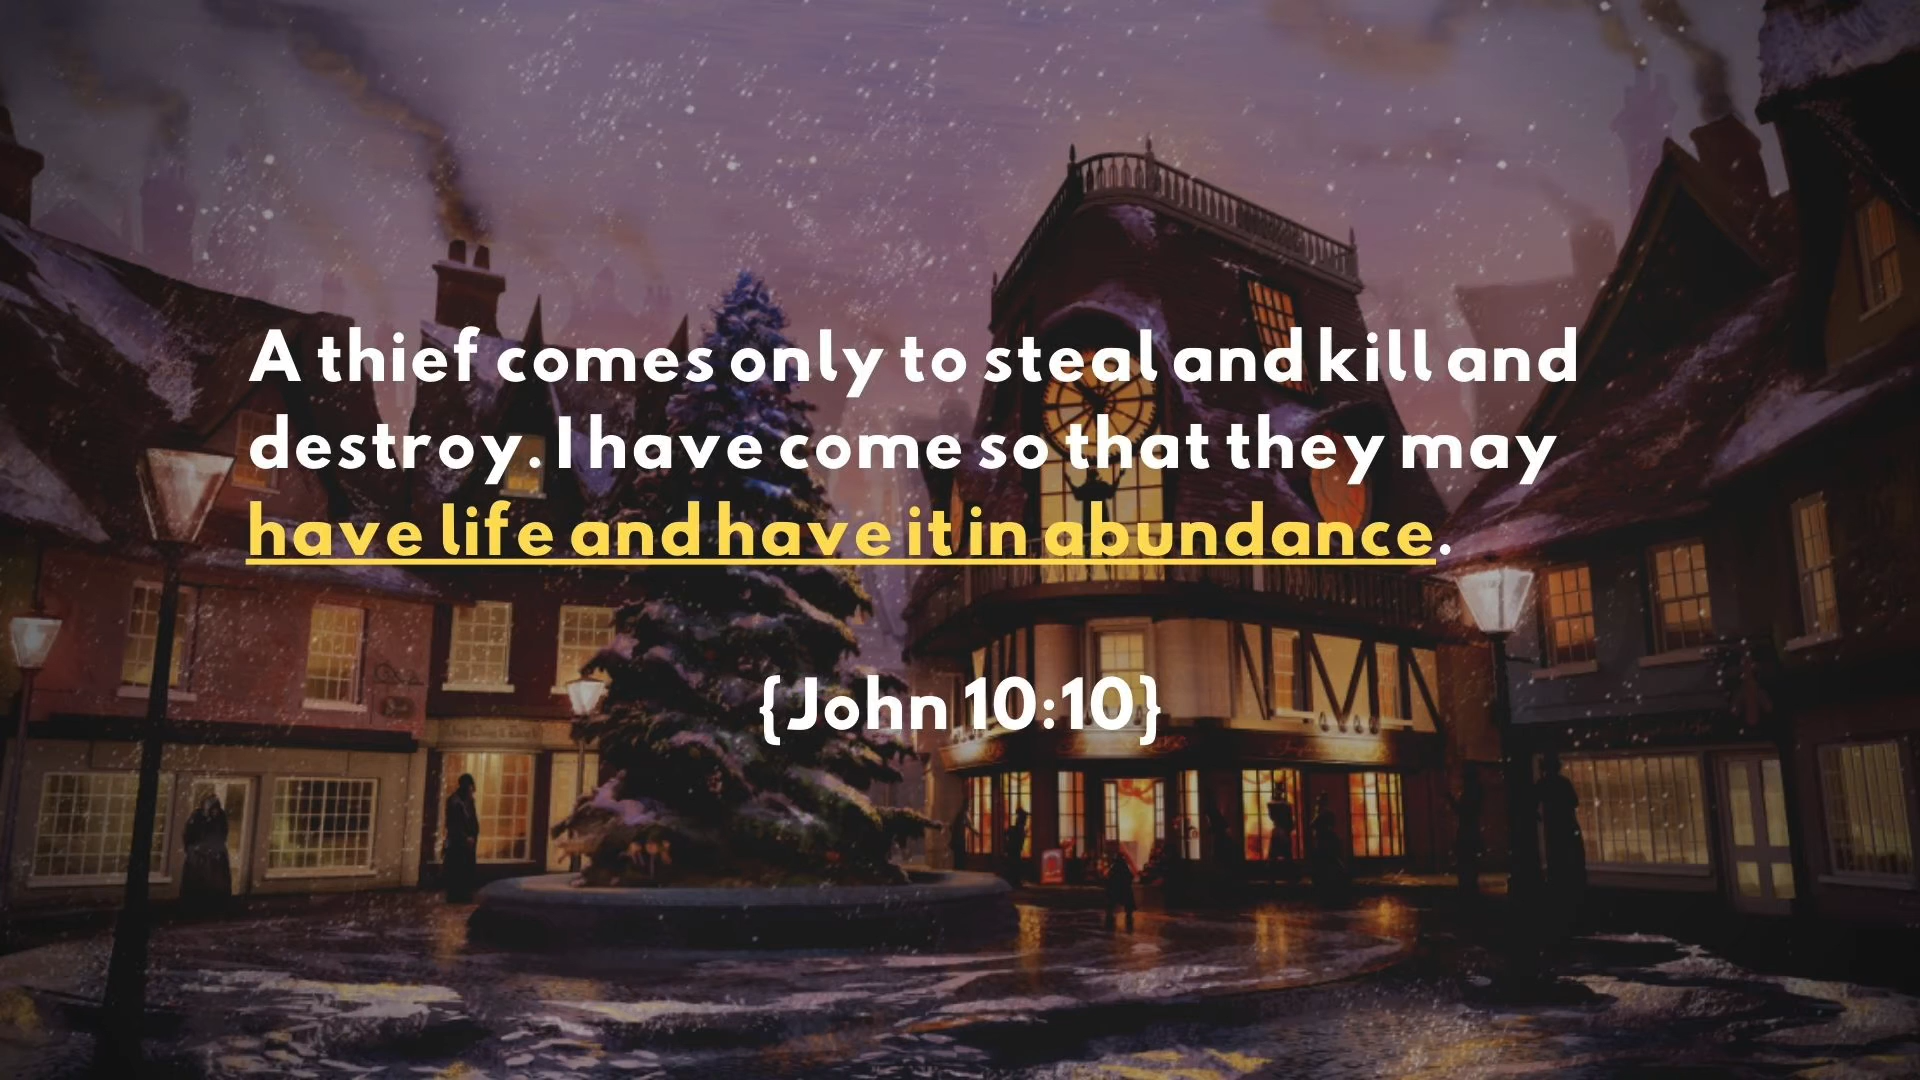 A thief comes only to steal and kill and
destroy. I have come so that they may
have life and have it in abundance.
{John 10:10}